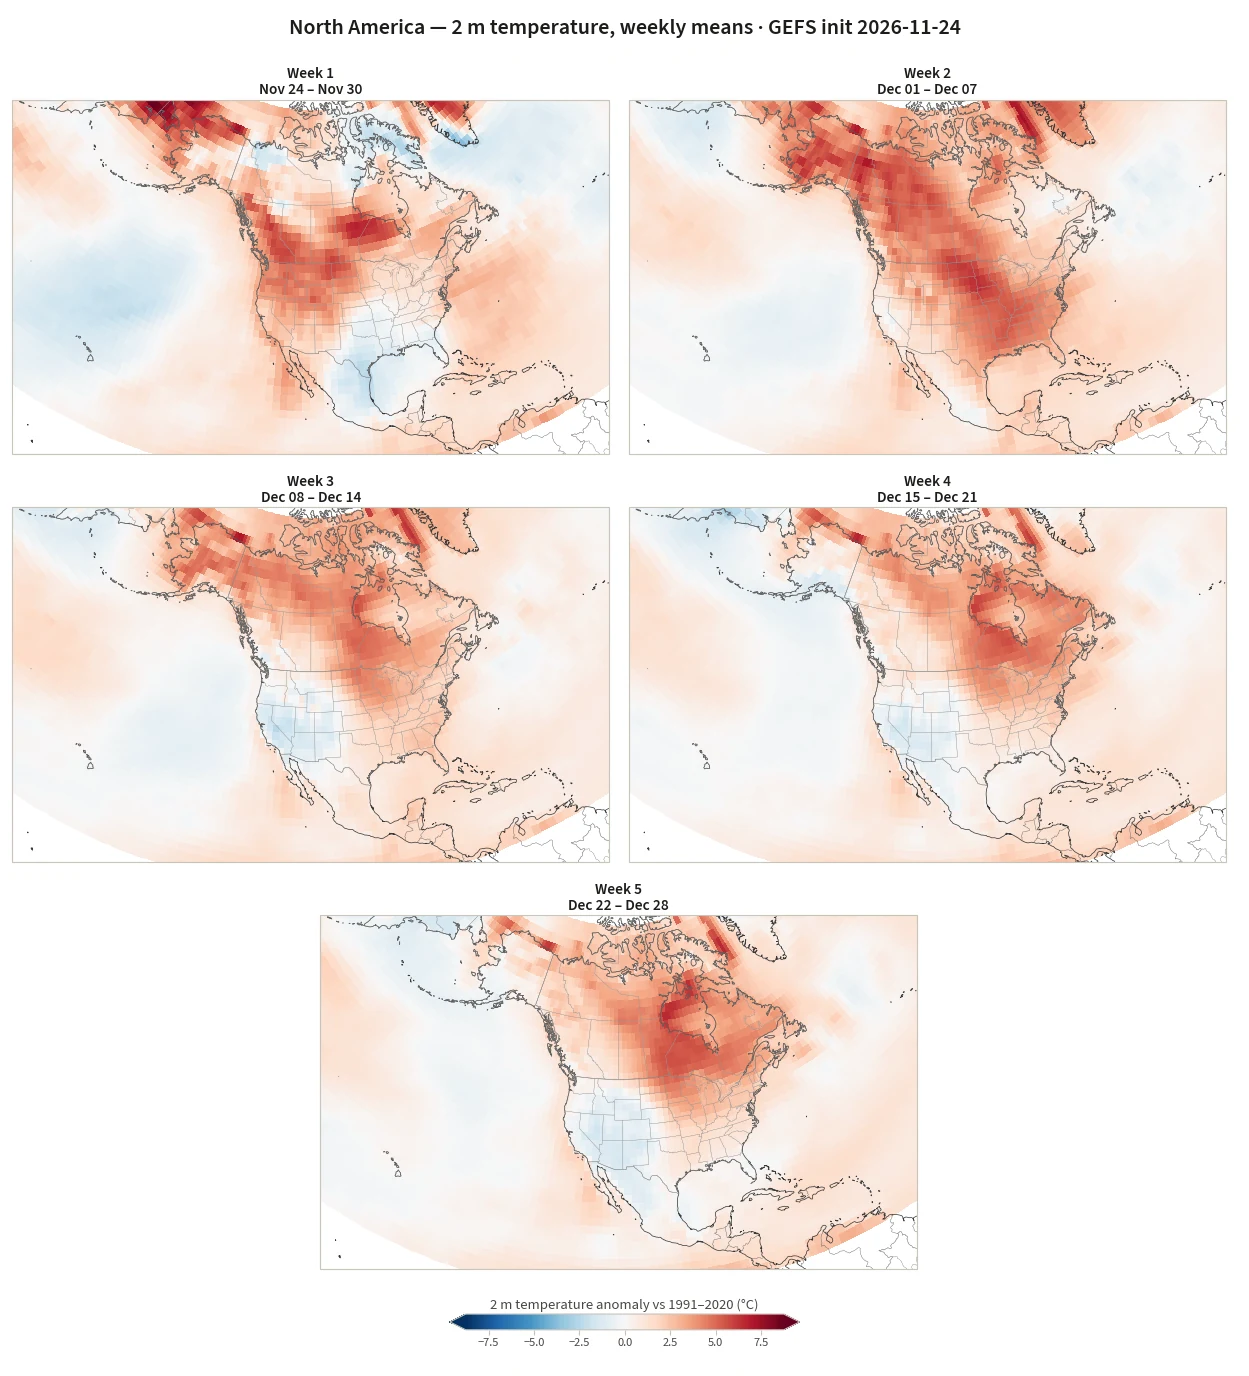 North America — 2 m temperature, weekly means · GEFS init 2026-11-24
Week 1
Nov 24 – Nov 30
Week 2
Dec 01 – Dec 07
Week 3
Dec 08 – Dec 14
Week 4
Dec 15 – Dec 21
Week 5
Dec 22 – Dec 28
2 m temperature anomaly vs 1991–2020 (°C)
−7.5 −5.0 −2.5 0.0 2.5 5.0 7.5